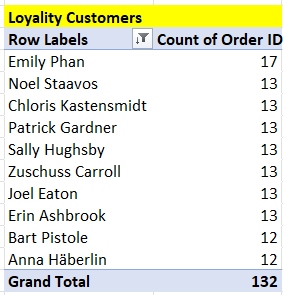 Loyality Customers
Row Labels Count of Order ID
Emily Phan 17
Noel Staavos 13
Chloris Kastensmidt 13
Patrick Gardner 13
Sally Hughsby 13
Zuschuss Carroll 13
Joel Eaton 13
Erin Ashbrook 13
Bart Pistole 12
Anna Häberlin 12
Grand Total 132